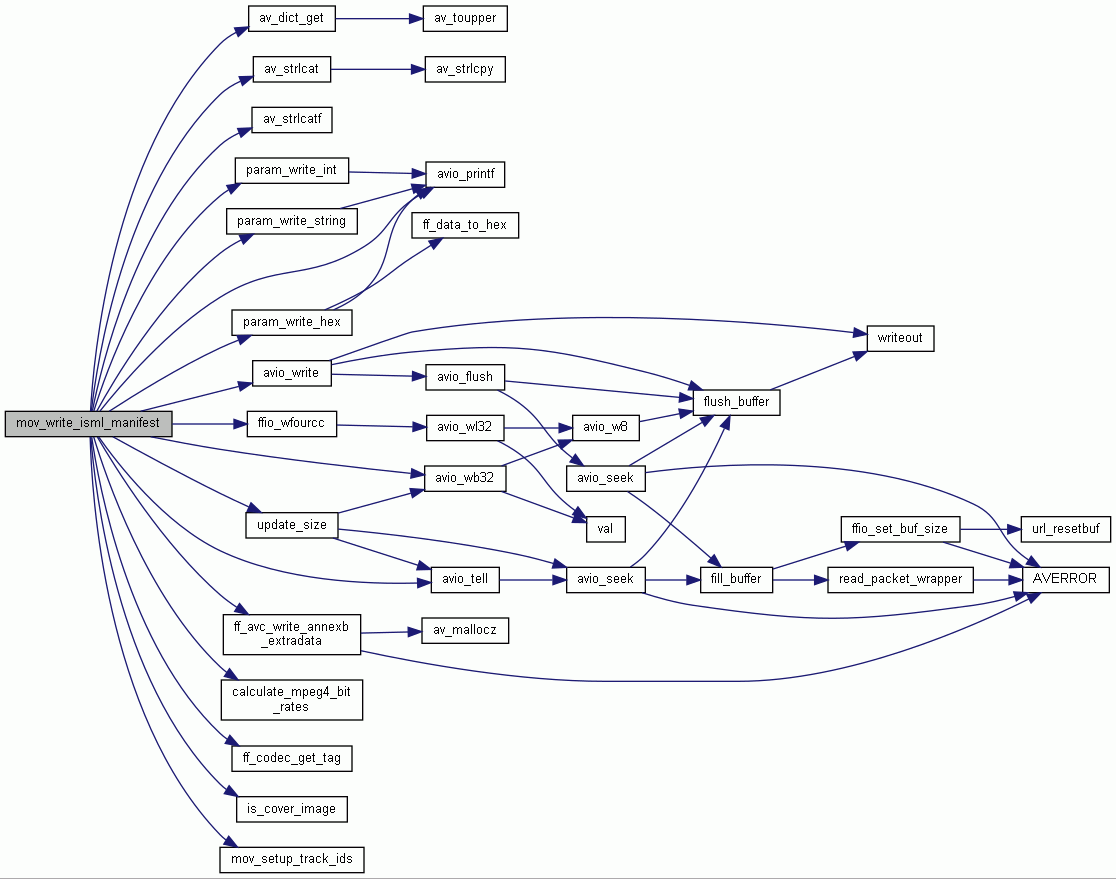 av_dict_get
av_toupper
av_strlcat
av_strlcpy
av_strlcatf
param_write_int
avio_printf
param_write_string
ff_data_to_hex
param_write_hex
writeout
avio_write
avio_flush
flush_buffer
mov_write_isml_manifest
ffio_wfourcc
avio_wl32
avio_w8
avio_wb32
avio_seek
update_size
val
ffio_set_buf_size
url_resetbuf
avio_tell
avio_seek
fill_buffer
read_packet_wrapper
AVERROR
ff_avc_write_annexb
_extradata
av_mallocz
calculate_mpeg4_bit
_rates
ff_codec_get_tag
is_cover_image
mov_setup_track_ids